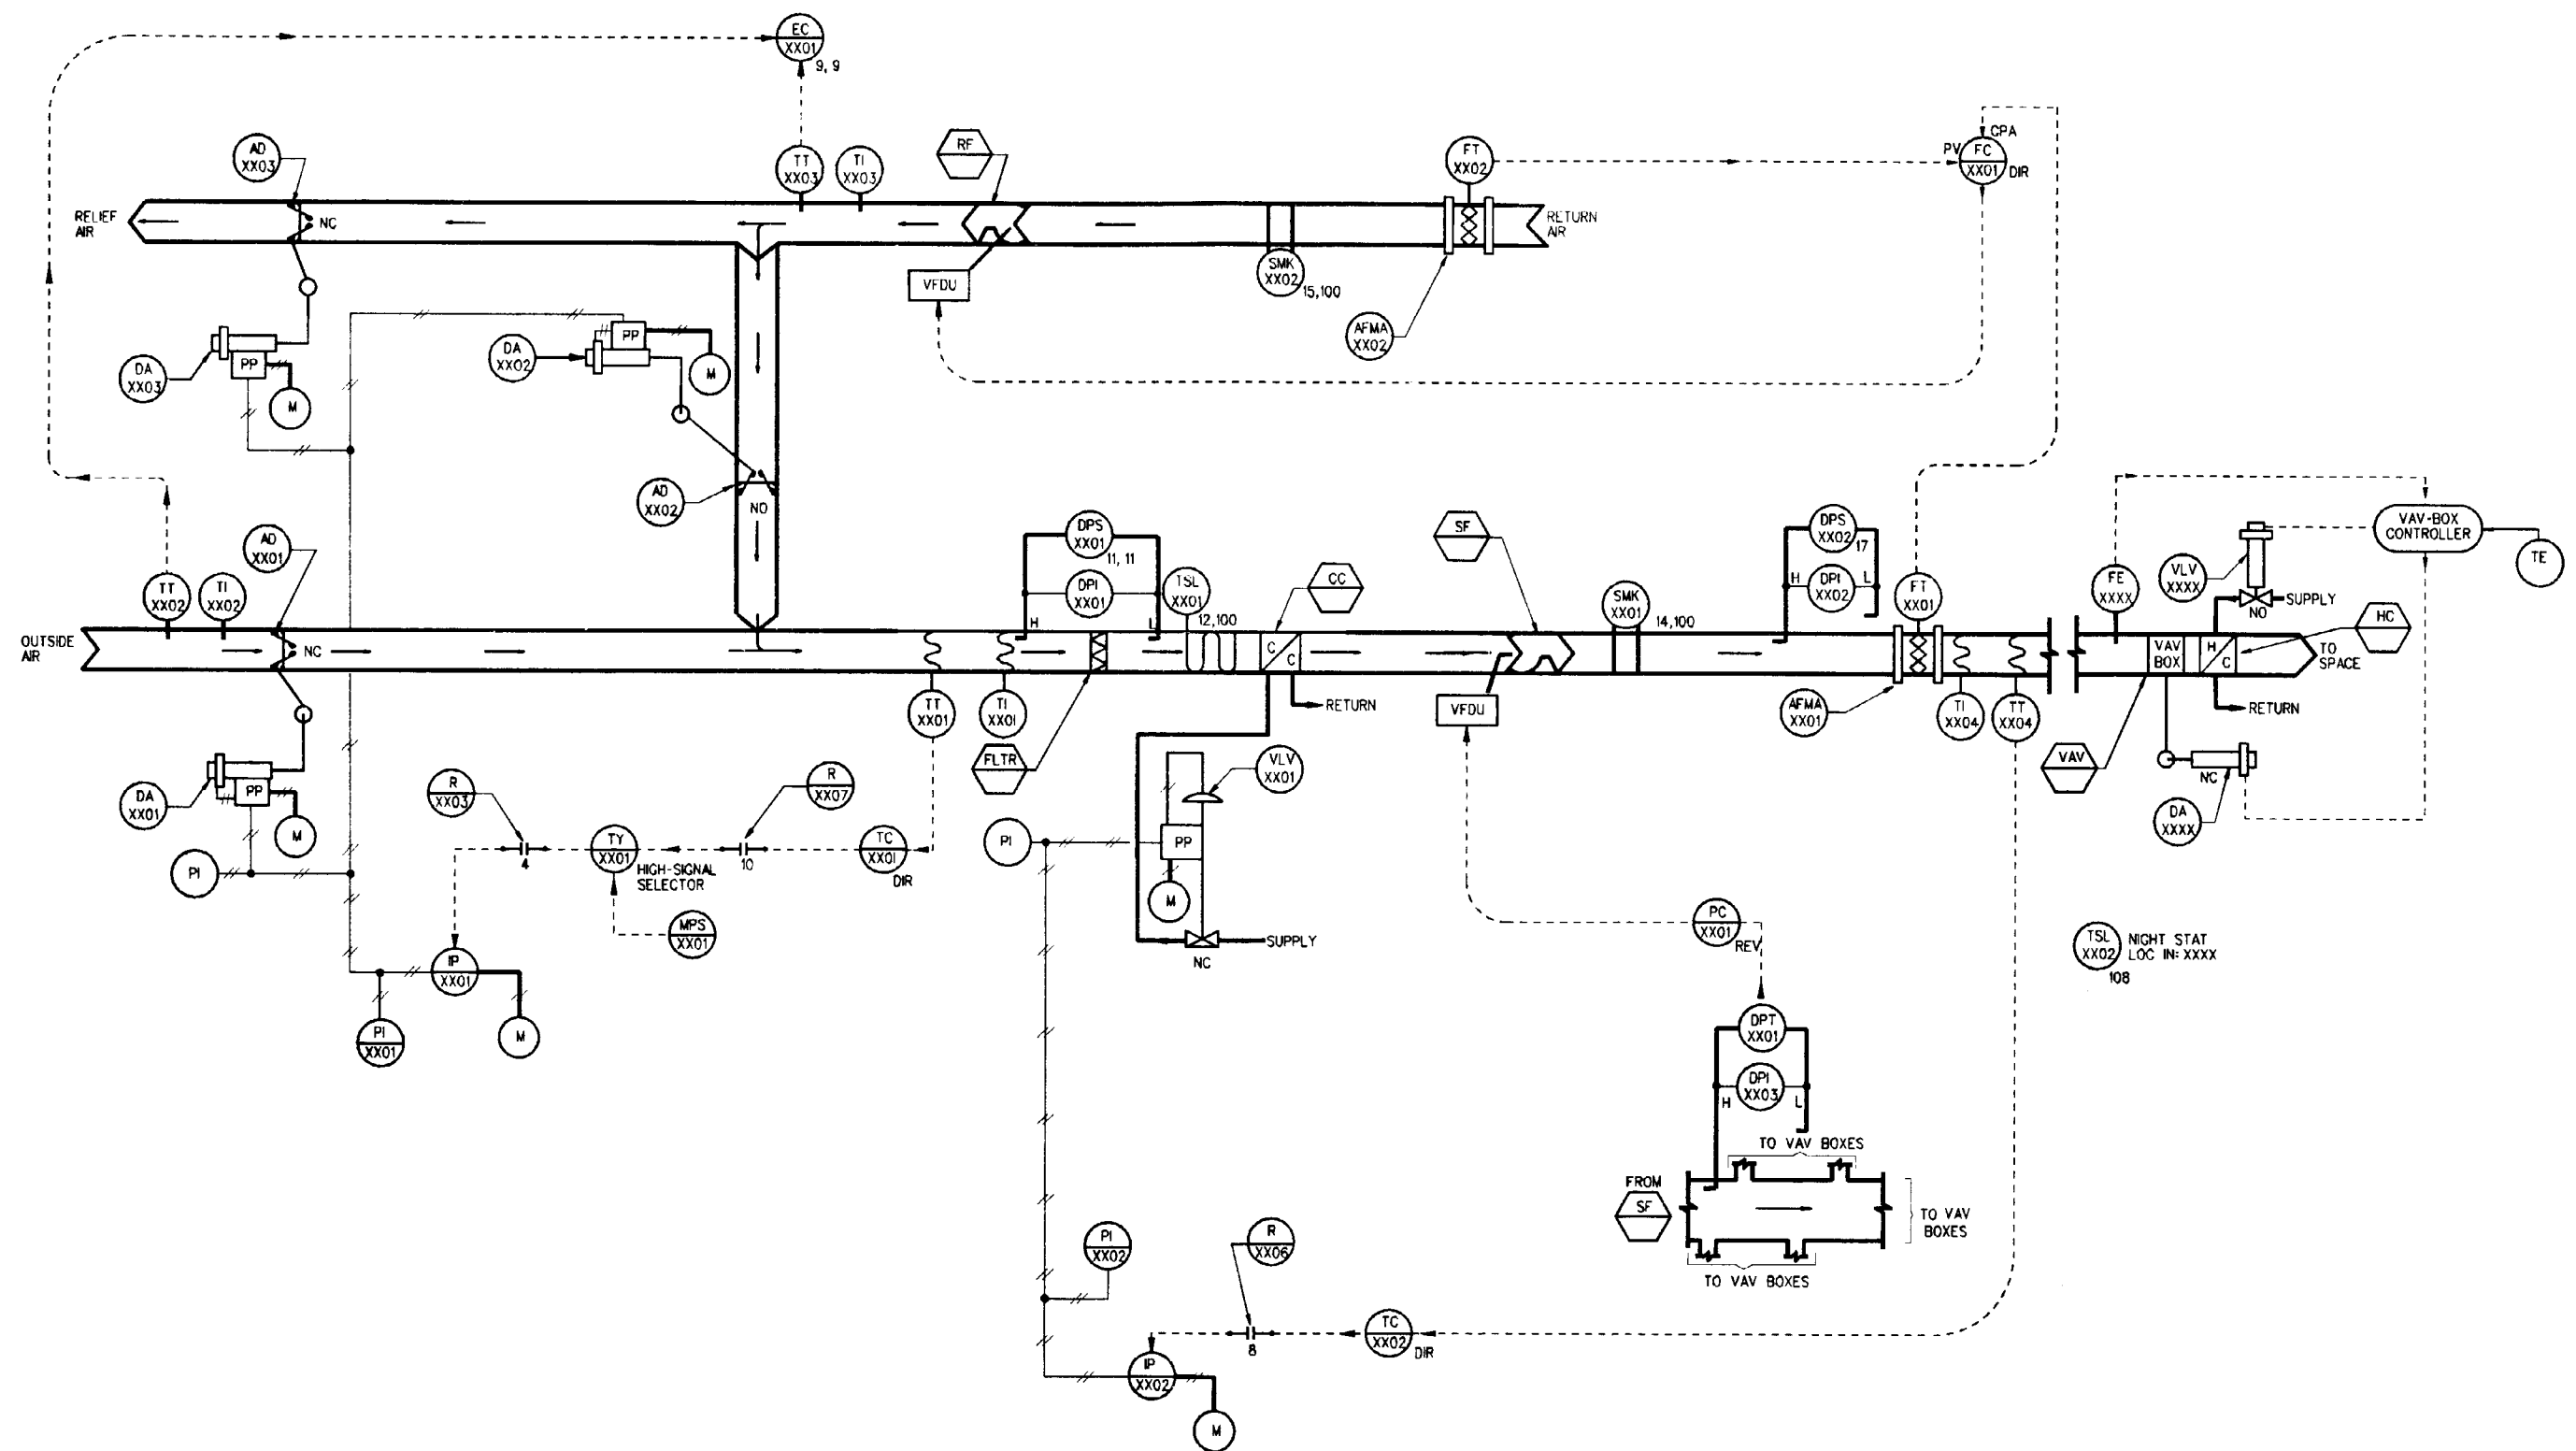 EC
XX01
9, 9
AD
XX03
TT
XX03
TI
XX03
RF
FT
XX02
PV
CPA
FC
XX01
DIR
RELIEF
AIR
NC
RETURN
AIR
SMK
XX02
15,100
VFDU
AFMA
XX02
DA
XX03
PP
M
DA
XX02
PP
M
AD
XX02
NO
TT
XX02
TI
XX02
AD
XX01
OUTSIDE
AIR
NC
DPS
XX01
11, 11
DPI
XX01
H
L
TSL
XX01
12,100
CC
C
C
SF
SMK
XX01
14,100
DPS
XX02
17
H
DPI
XX02
L
FT
XX01
FE
XXXX
VLV
XXXX
VAV-BOX
CONTROLLER
TE
NO
SUPPLY
HC
VAV
BOX
H
C
TO
SPACE
RETURN
TT
XX01
TI
XX01
RETURN
VFDU
AFMA
XX01
TI
XX04
TT
XX04
VAV
NC
DA
XXXX
DA
XX01
PP
M
FLTR
VLV
XX01
R
XX03
R
XX07
PI
4
TY
XX01
HIGH-SIGNAL
SELECTOR
10
TC
XX01
DIR
PI
PP
M
MPS
XX01
NC
SUPPLY
PC
XX01
REV
TSL
XX02
NIGHT STAT
LOC IN: XXXX
108
IP
XX01
PI
XX01
M
DPT
XX01
DPI
XX03
H
L
TO VAV BOXES
FROM
SF
TO VAV
BOXES
TO VAV BOXES
PI
XX02
R
XX06
8
TC
XX02
DIR
IP
XX02
M